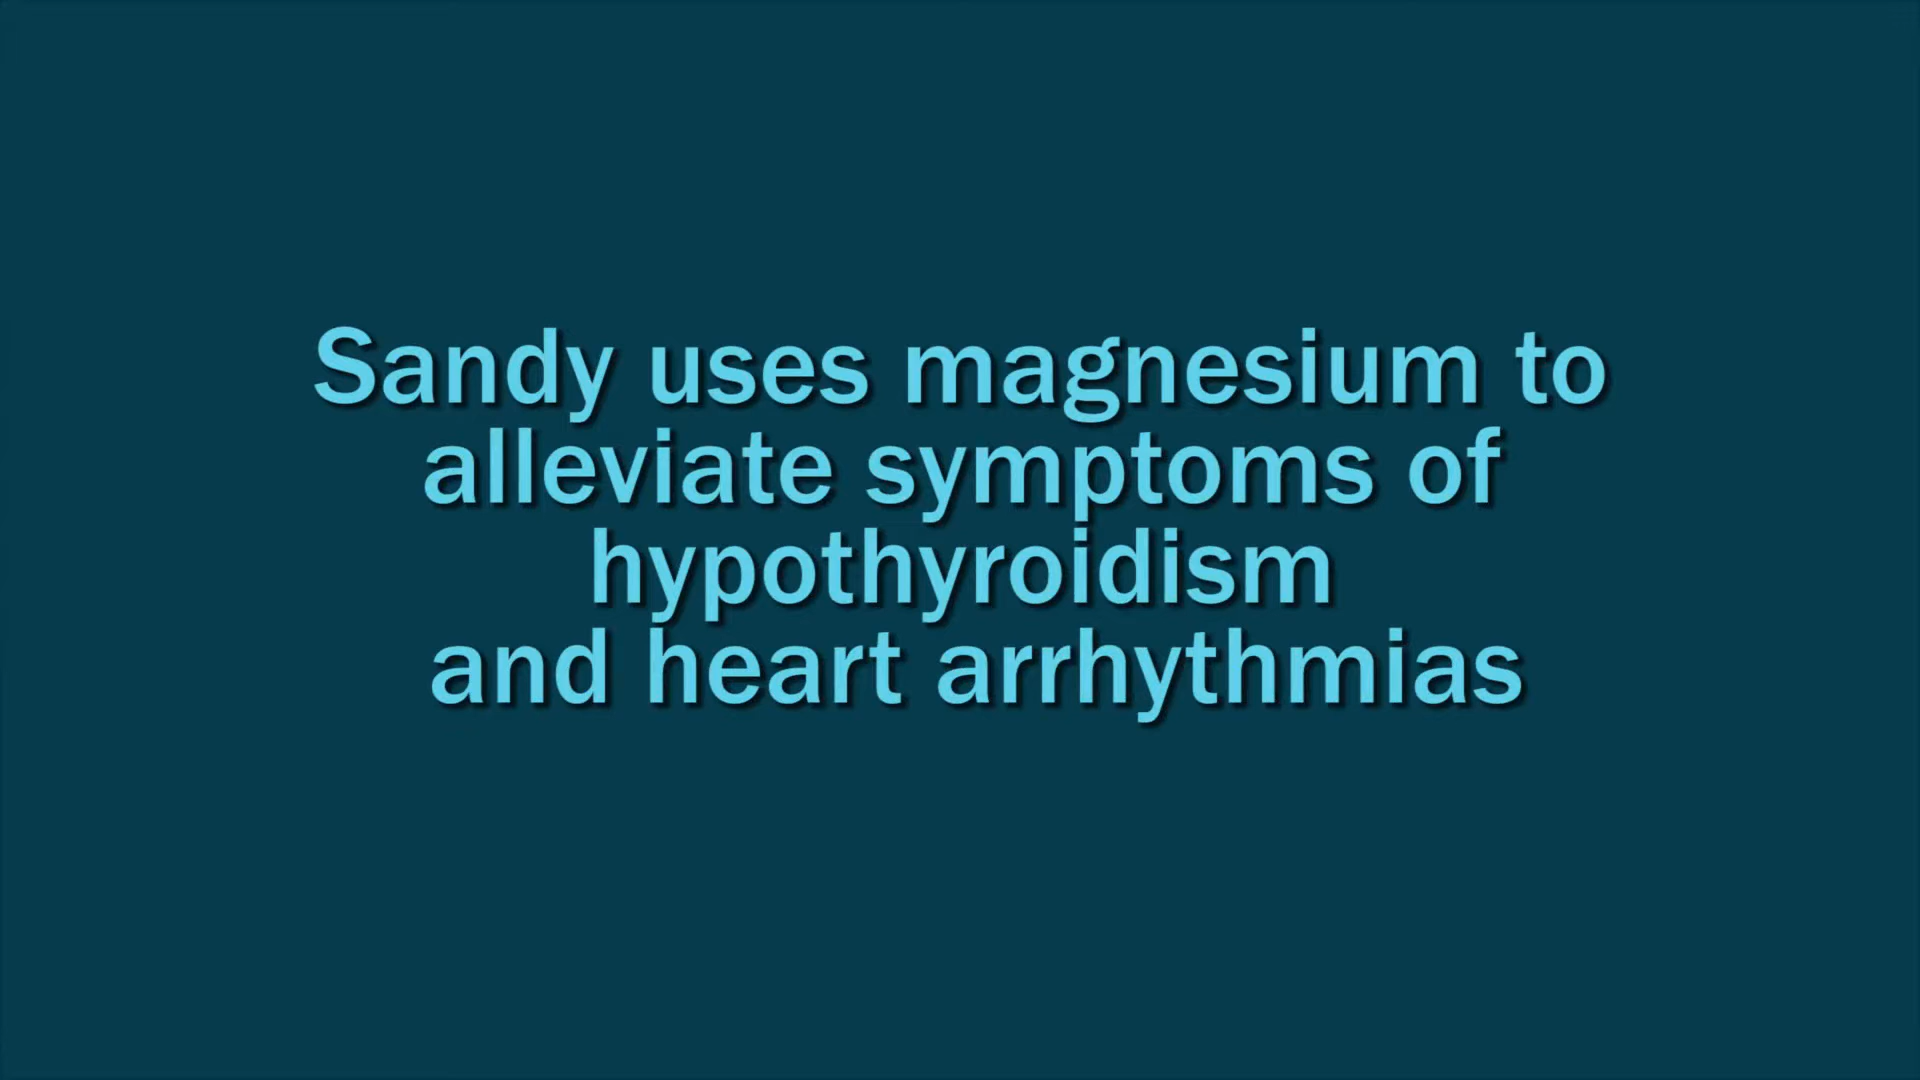 Sandy uses magnesium to
alleviate symptoms of
hypothyroidism
and heart arrhythmias